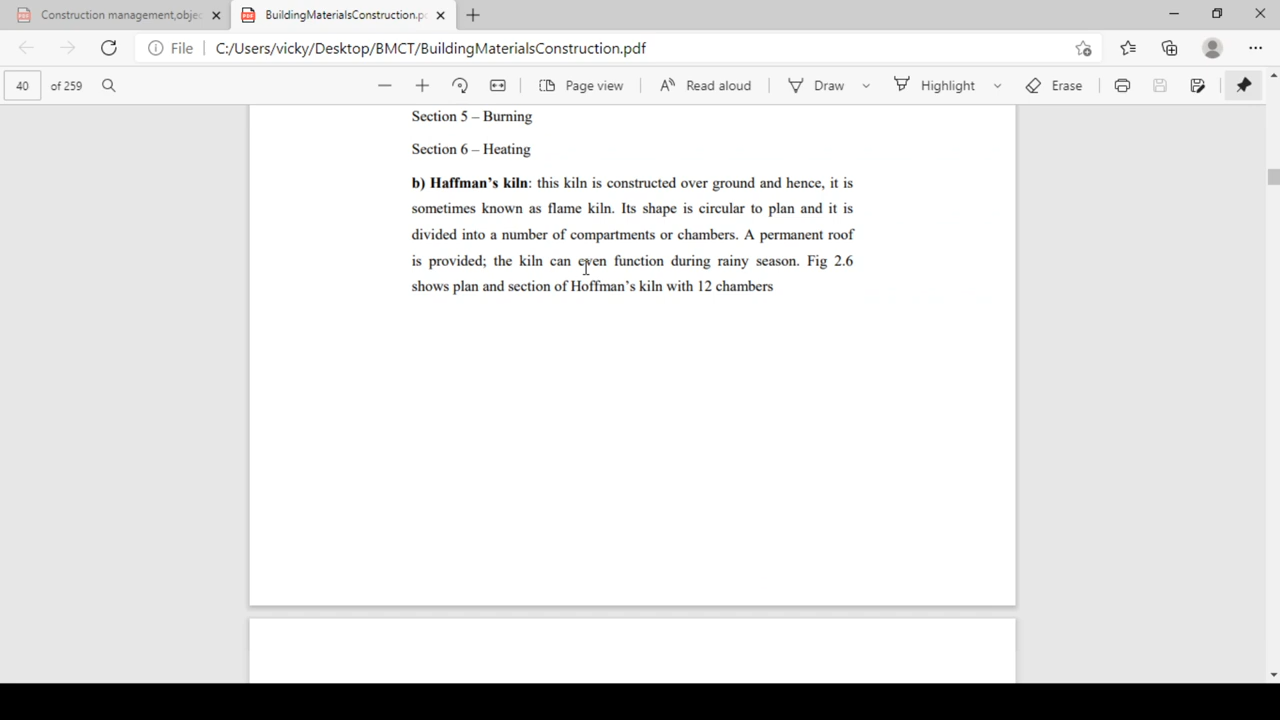 Construction management,objec
BuildingMaterialsConstruction.p
File
C:/Users/vicky/Desktop/BMCT/BuildingMaterialsConstruction.pdf
40 of 259
Page view
Read aloud
Draw
Highlight
Erase
Section 5 – Burning
Section 6 – Heating
b) Haffman's kiln: this kiln is constructed over ground and hence, it is
sometimes known as flame kiln. Its shape is circular to plan and it is
divided into a number of compartments or chambers. A permanent roof
is provided; the kiln can even function during rainy season. Fig 2.6
shows plan and section of Hoffman's kiln with 12 chambers